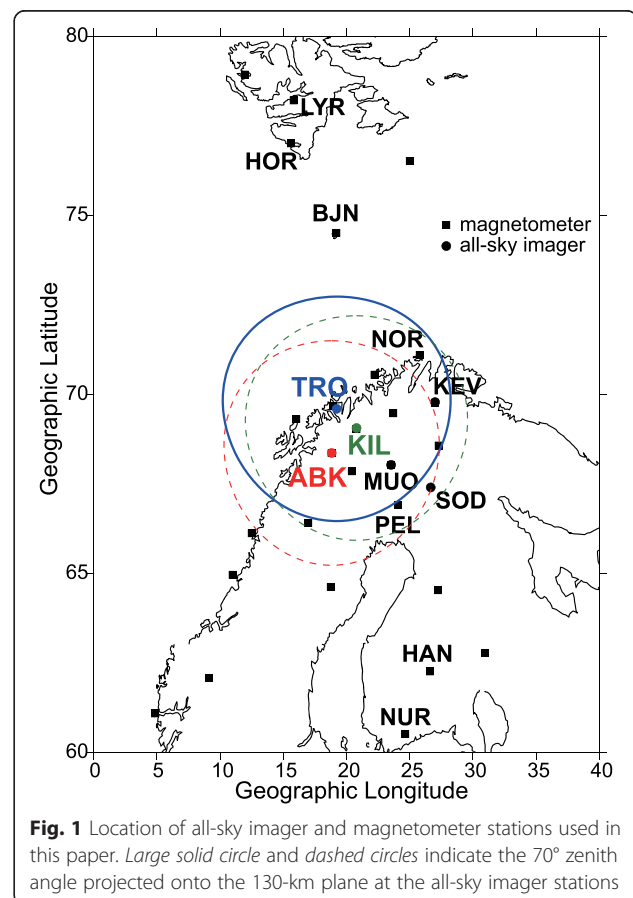 80
LYR
HOR
75
BJN
■ magnetometer
● all-sky imager
Geographic Latitude
NOR
70
TRO
KEV
KIL
ABK
MUO
SOD
PEL
65
HAN
NUR
60
0 5 10 15 20 25 30 35 40
Geographic Longitude
Fig. 1 Location of all-sky imager and magnetometer stations used in
this paper. Large solid circle and dashed circles indicate the 70° zenith
angle projected onto the 130-km plane at the all-sky imager stations